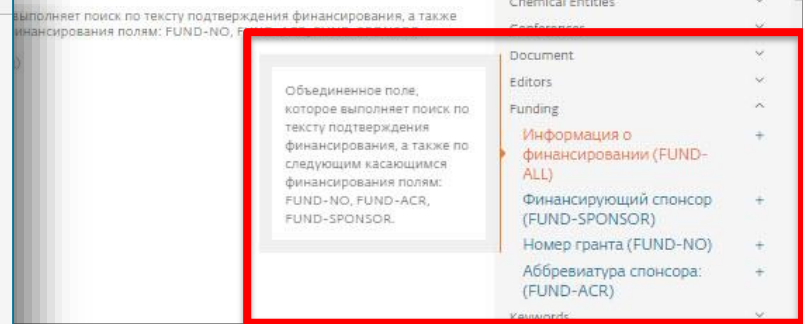 выполняет поиск по тексту подтверждения финансирования, а также
финансирования полям: FUND-NO,
Chemical Entities
Conferences
Document
Editors
Funding
Информация о
финансировании (FUND-
ALL)
Финансирующий спонсор
(FUND-SPONSOR)
Номер гранта (FUND-NO)
Аббревиатура спонсора:
(FUND-ACR)
Keywords
Объединенное поле,
которое выполняет поиск по
тексту подтверждения
финансирования, а также по
следующим касающимся
финансирования полям:
FUND-NO, FUND-ACR,
FUND-SPONSOR.